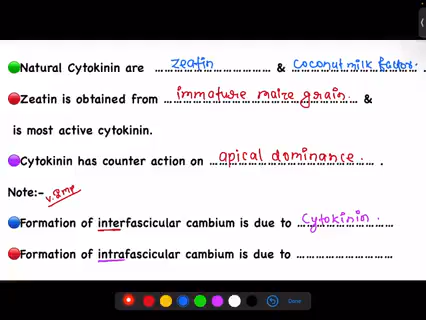 Natural Cytokinin are ...zeatin... & coconut milk factor.
Zeatin is obtained from ...immature maize grain... &
is most active cytokinin.
Cytokinin has counter action on ...apical dominance... .
Note:- v.Imp
Formation of interfascicular cambium is due to ...Cytokinin...
Formation of intrafascicular cambium is due to ...........................
Done